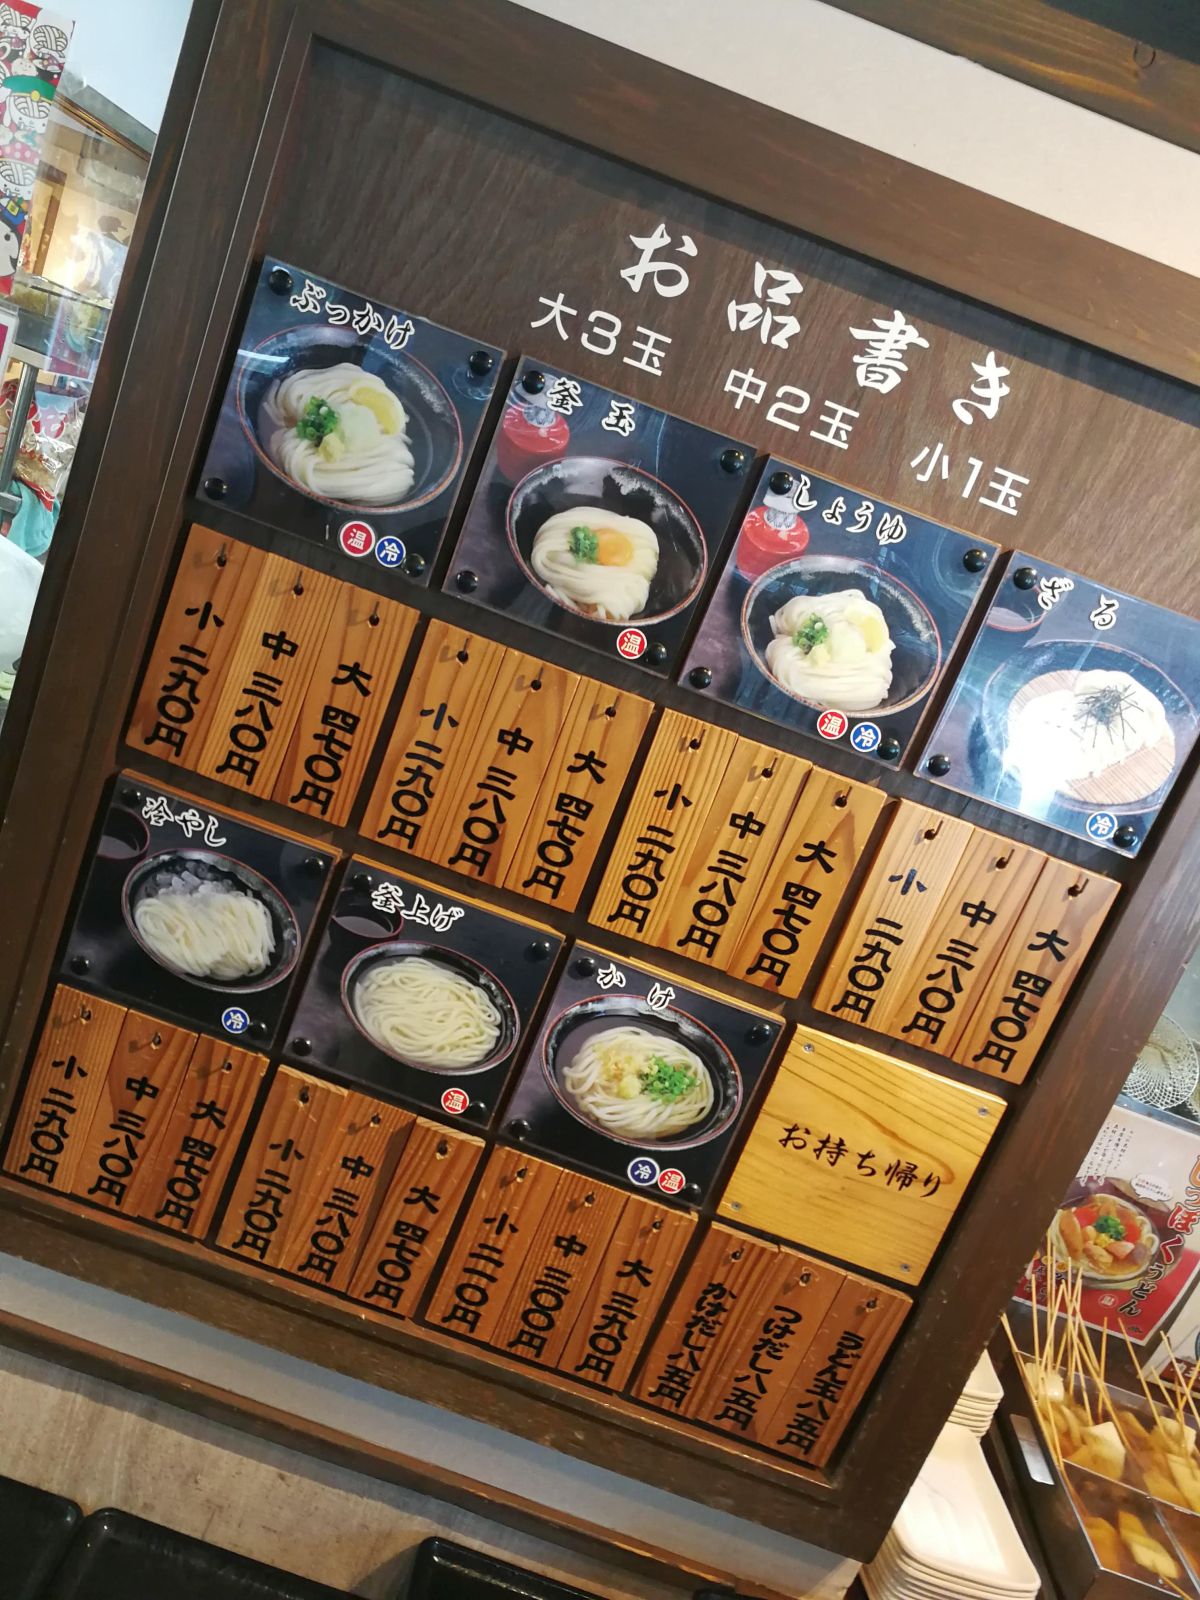 お品書き
大3玉 中2玉 小1玉
ぶっかけ
温 冷
小 二九〇円
中 三八〇円
大 四七〇円
釜玉
温
小 二九〇円
中 三八〇円
大 四七〇円
しょうゆ
温 冷
小 二九〇円
中 三八〇円
大 四七〇円
ざる
冷
小 二九〇円
中 三八〇円
大 四七〇円
冷やし
冷
小 二九〇円
中 三八〇円
大 四七〇円
釜上げ
温
小 二九〇円
中 三八〇円
大 四七〇円
かけ
冷 温
小 二一〇円
中 三〇〇円
大 三九〇円
お持ち帰り
かけだし八五円
つけだし八五円
うどん玉八五円
しっぽくうどん